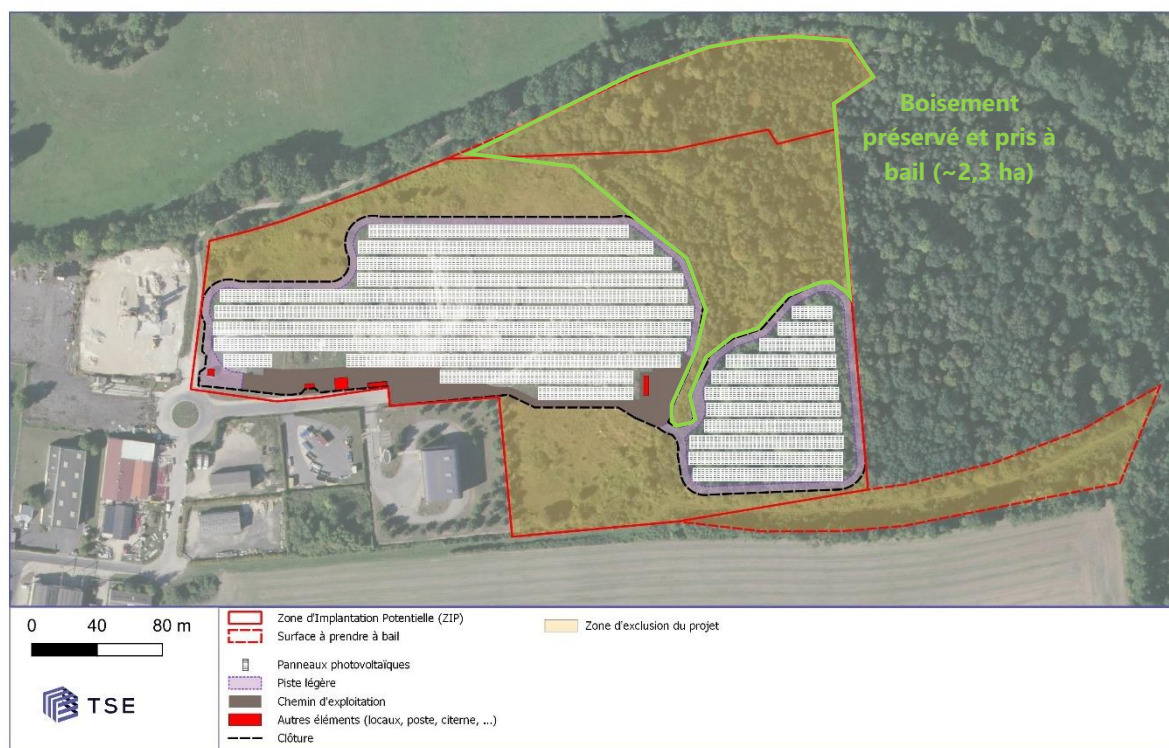 Boisement
préservé et pris à
bail (~2,3 ha)
0 40 80 m
TSE
Zone d'Implantation Potentielle (ZIP)
Surface à prendre à bail
Panneaux photovoltaïques
Piste légère
Chemin d'exploitation
Autres éléments (locaux, poste, citerne, ...)
Clôture
Zone d'exclusion du projet